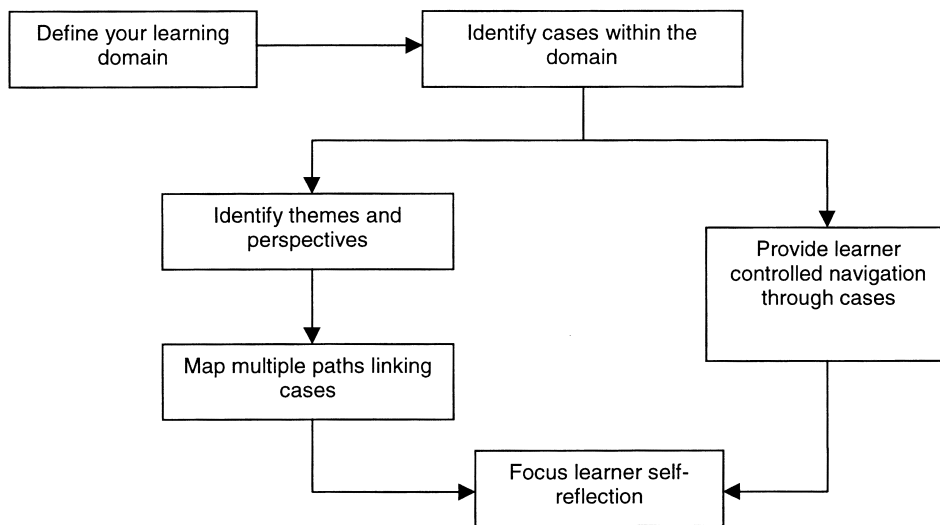 Define your learning
domain
Identify cases within the
domain
Identify themes and
perspectives
Provide learner
controlled navigation
through cases
Map multiple paths linking
cases
Focus learner self-
reflection